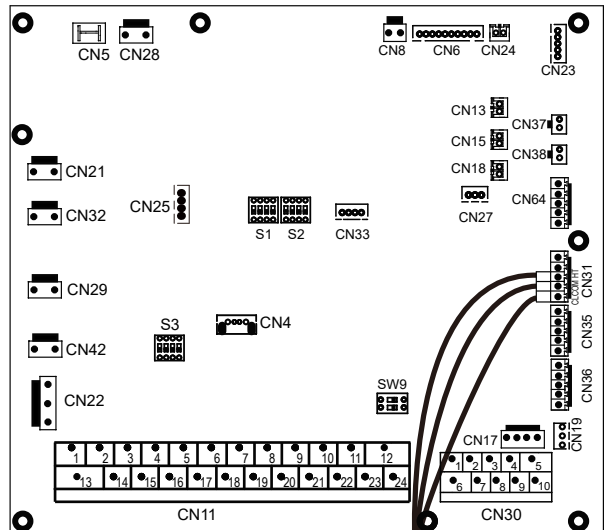 CN5
CN28
CN8
CN6
CN24
CN23
CN13
CN37
CN15
CN38
CN18
CN21
CN64
CN32
CN25
S1
S2
CN33
CN27
CL COM HT
CN31
CN29
CN4
S3
CN35
CN42
CN36
CN22
SW9
CN17
CN19
1 2 3 4 5 6 7 8 9 10 11 12
13 14 15 16 17 18 19 20 21 22 23 24
CN11
1 2 3 4 5
6 7 8 9 10
CN30